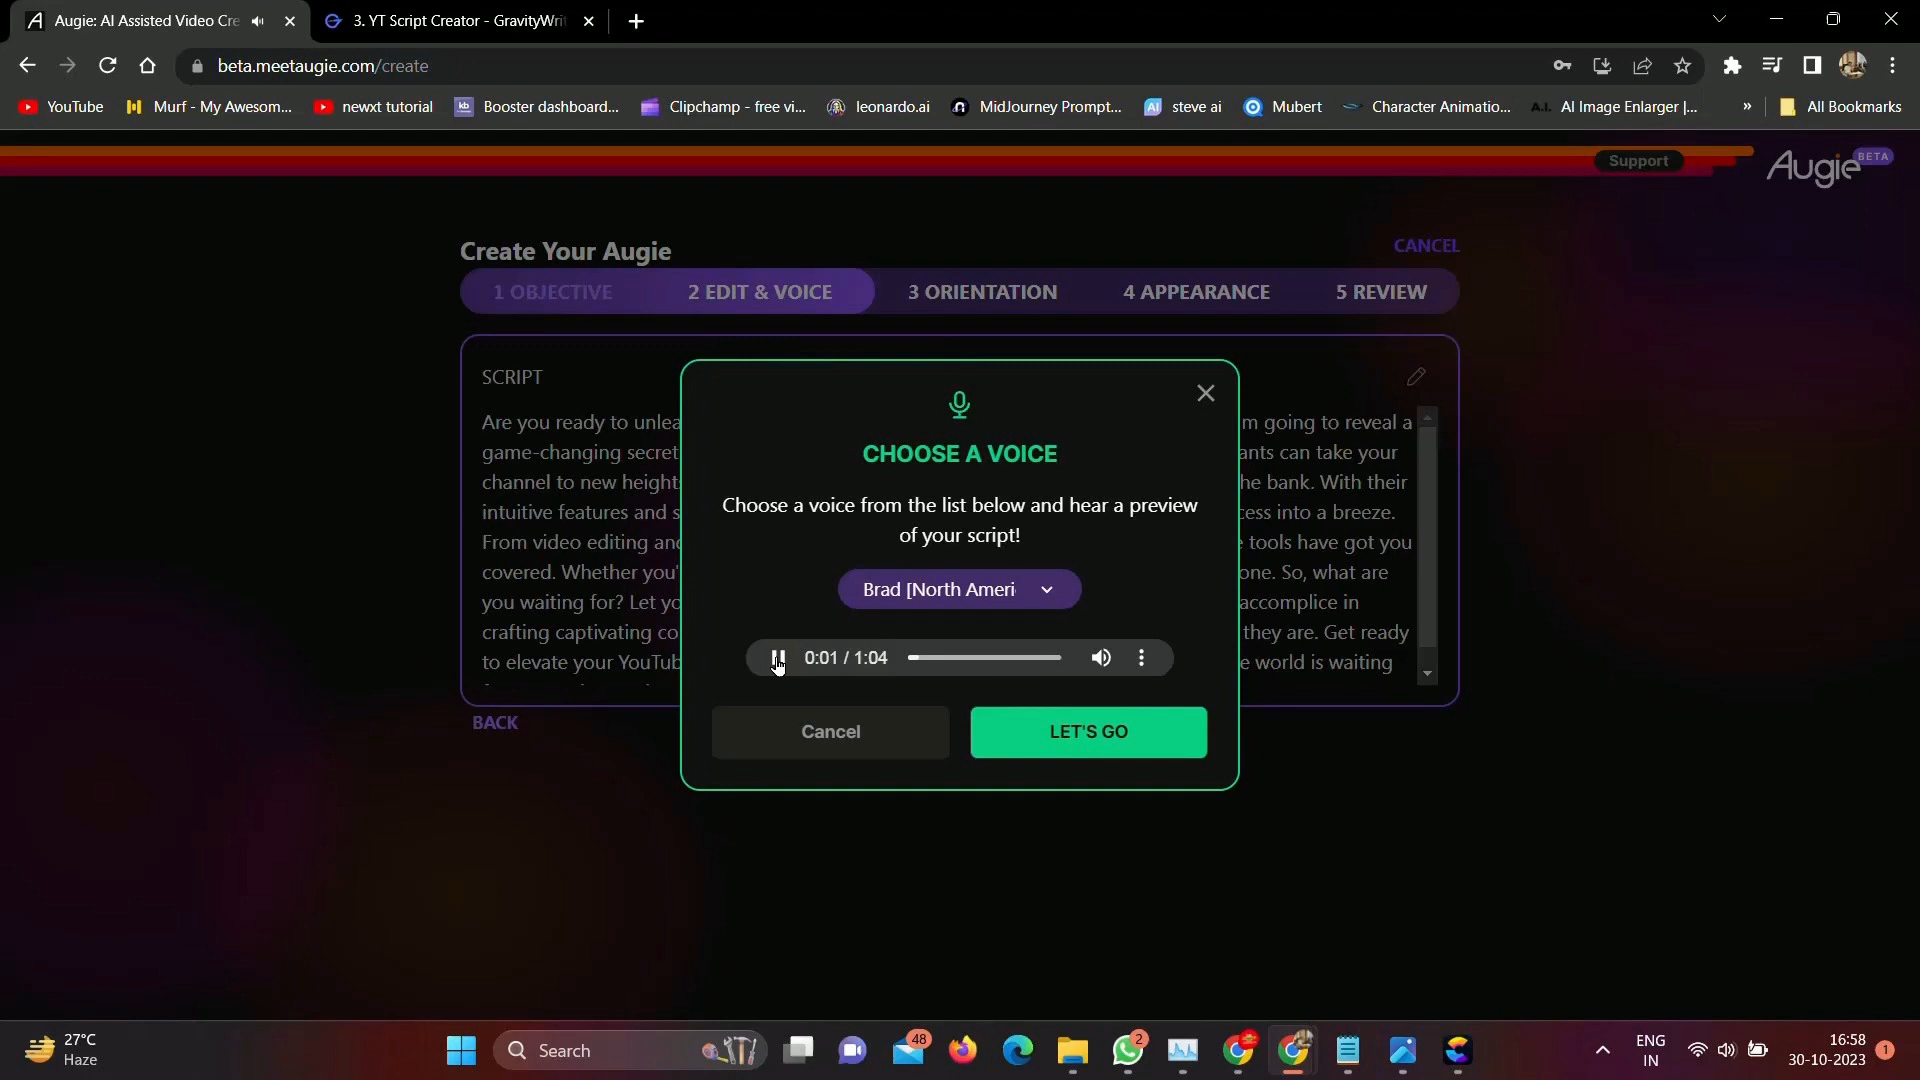 Augie: AI Assisted Video Cre
3. YT Script Creator - GravityWri
beta.meetaugie.com/create
YouTube
Murf - My Awesom...
newxt tutorial
kb
Booster dashboard...
Clipchamp - free vi...
leonardo.ai
MidJourney Prompt...
AI
steve ai
Mubert
Character Animatio...
A.I.
AI Image Enlarger |...
»
All Bookmarks
Support
Augie BETA
Create Your Augie
CANCEL
1 OBJECTIVE
2 EDIT & VOICE
3 ORIENTATION
4 APPEARANCE
5 REVIEW
SCRIPT
Are you ready to unlea
m going to reveal a
game-changing secret
ants can take your
channel to new height
he bank. With their
intuitive features and s
cess into a breeze.
From video editing and
tools have got you
covered. Whether you'
one. So, what are
you waiting for? Let yo
accomplice in
crafting captivating co
they are. Get ready
to elevate your YouTub
e world is waiting
BACK
CHOOSE A VOICE
Choose a voice from the list below and hear a preview
of your script!
Brad [North Ameri
0:01 / 1:04
Cancel
LET'S GO
27°C
Haze
Search
48
2
ENG
IN
16:58
30-10-2023
1